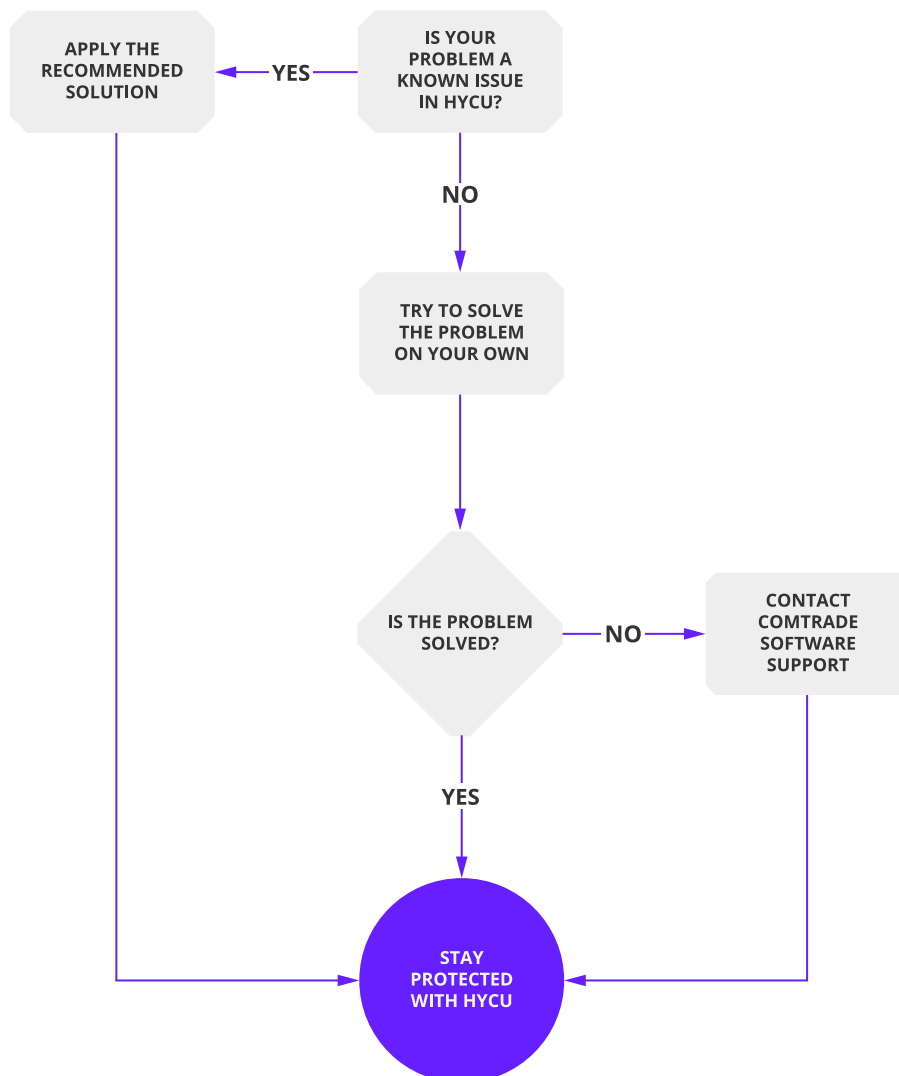 APPLY THE
RECOMMENDED
SOLUTION
YES
IS YOUR
PROBLEM A
KNOWN ISSUE
IN HYCU?
NO
TRY TO SOLVE
THE PROBLEM
ON YOUR OWN
IS THE PROBLEM
SOLVED?
NO
CONTACT
COMTRADE
SOFTWARE
SUPPORT
YES
STAY
PROTECTED
WITH HYCU